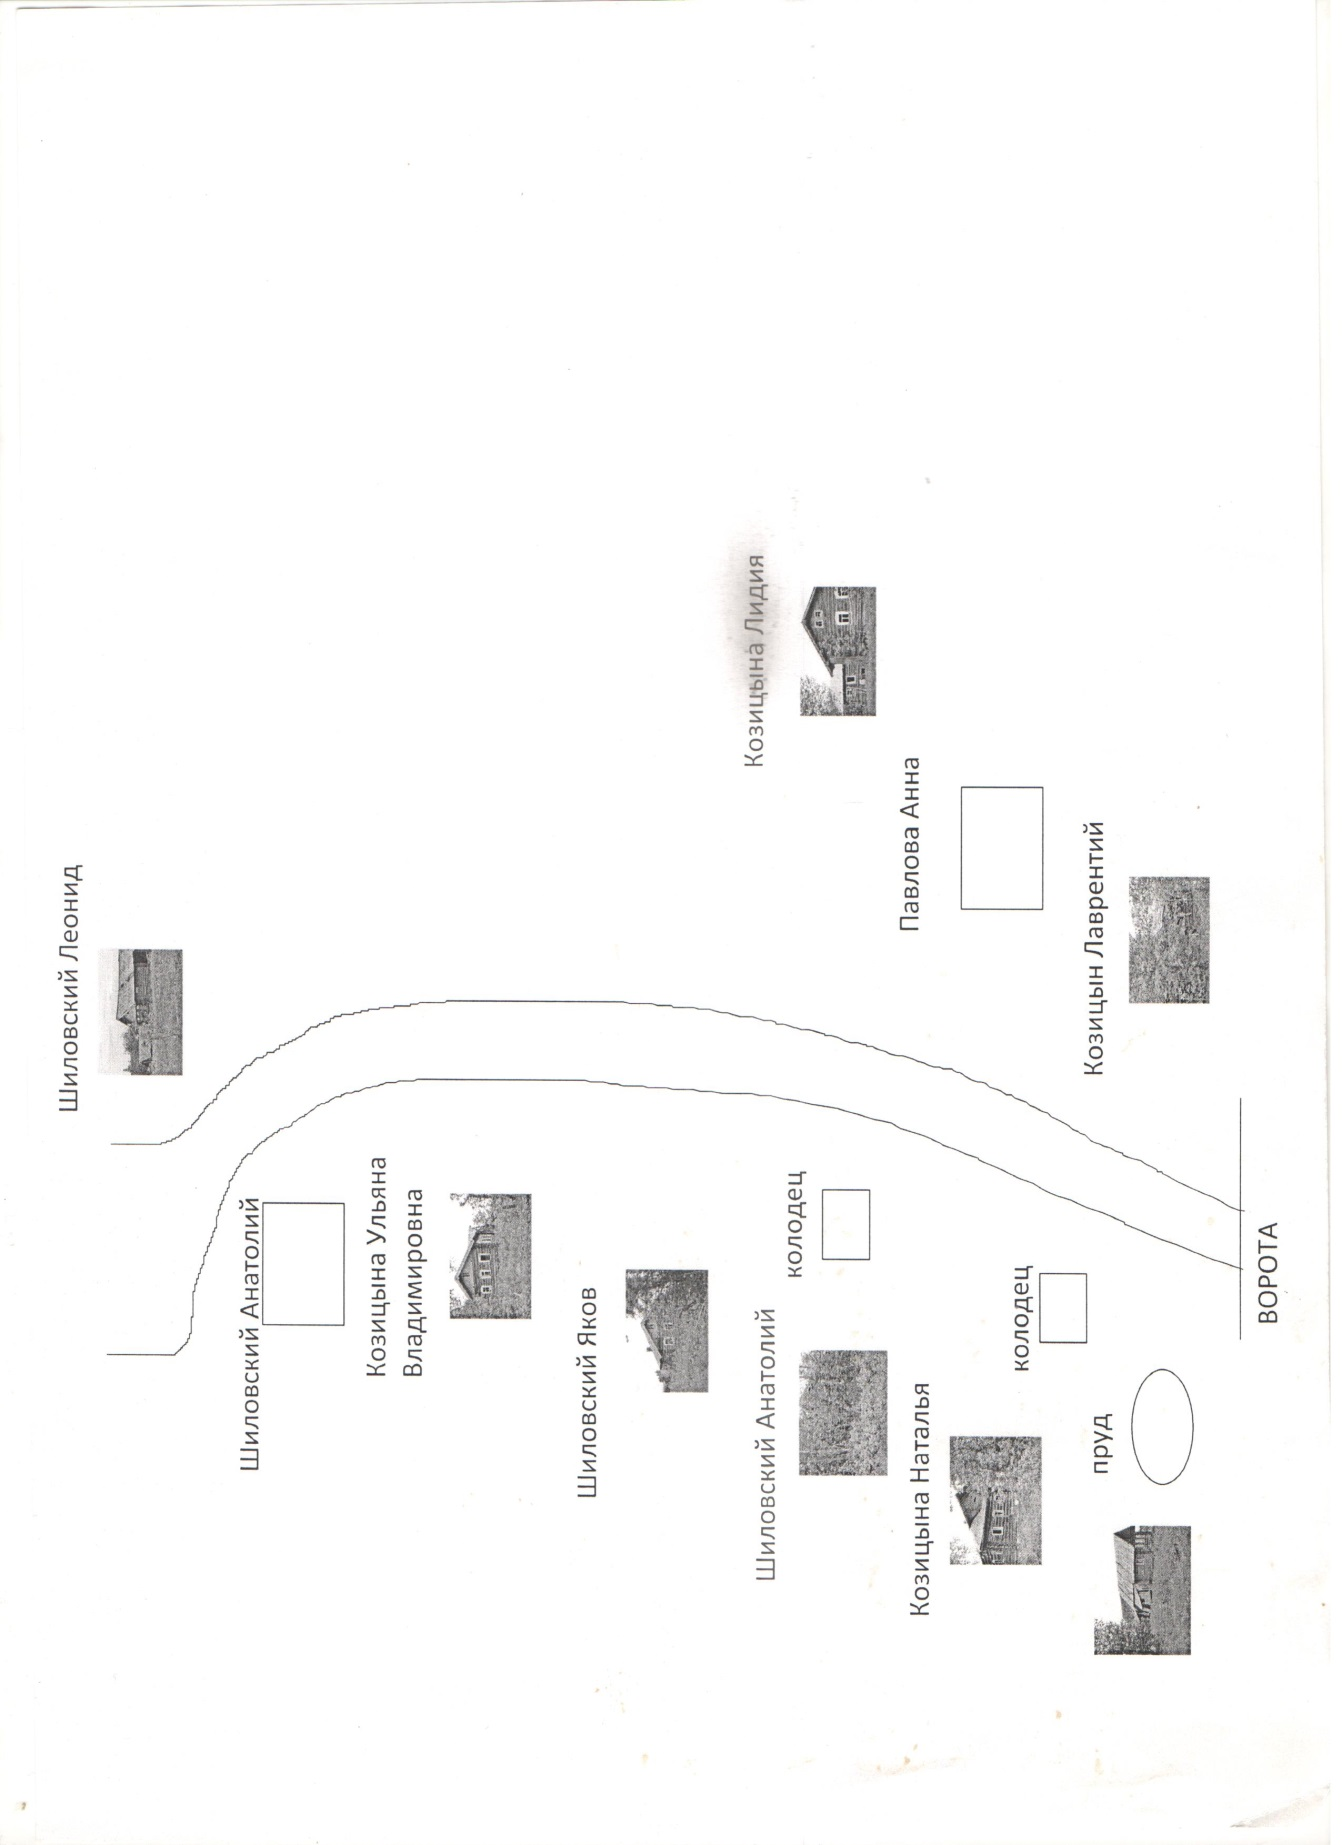 Шиловский Леонид
Шиловский Анатолий
Козицына Ульяна
Владимировна
Шиловский Яков
Козицына Лидия
Шиловский Анатолий
колодец
Павлова Анна
Козицына Наталья
колодец
Козицын Лаврентий
пруд
ВОРОТА